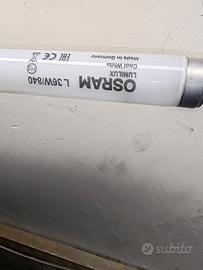 OSRAM
LUMILUX
Cool White
Made in Germany
L 36W/840
EAC CE
subito